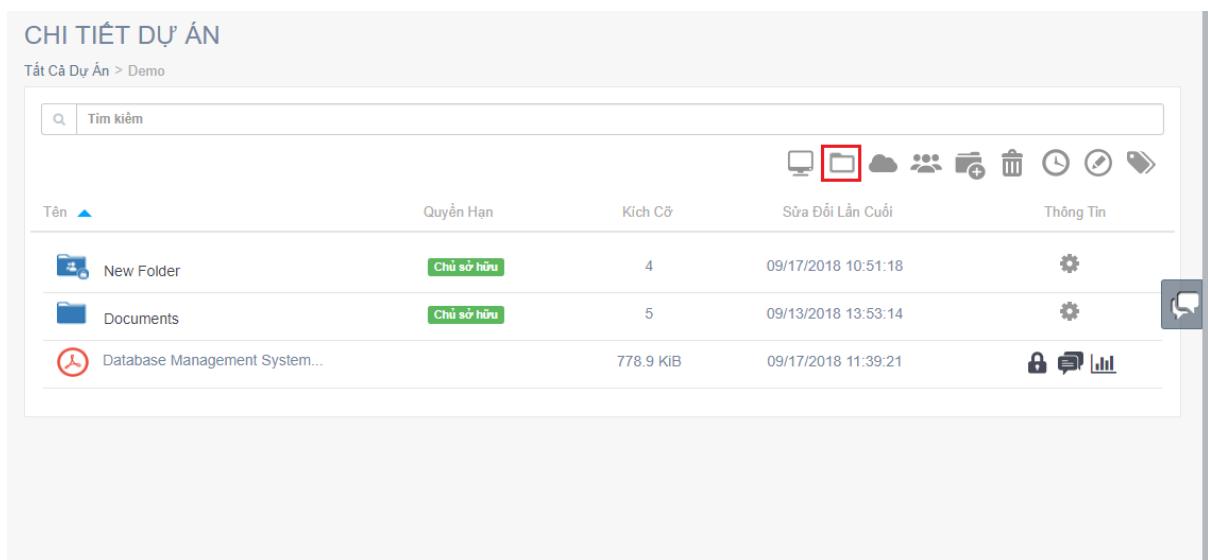 CHI TIẾT DỰ ÁN
Tất Cả Dự Án > Demo
Tìm kiếm
Tên Quyền Hạn Kích Cỡ Sửa Đổi Lần Cuối Thông Tin
New Folder Chủ sở hữu 4 09/17/2018 10:51:18
Documents Chủ sở hữu 5 09/13/2018 13:53:14
Database Management System... 778.9 KiB 09/17/2018 11:39:21